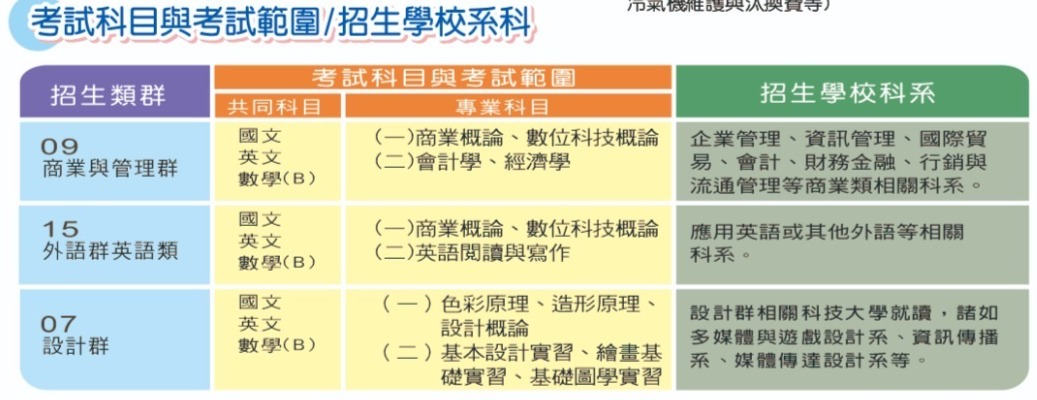 冷氣機維護與汰換費等)
考試科目與考試範圍/招生學校系科
招生類群
考試科目與考試範圍
共同科目
專業科目
招生學校科系
09
商業與管理群
國文
英文
數學(B)
(一)商業概論、數位科技概論
(二)會計學、經濟學
企業管理、資訊管理、國際貿
易、會計、財務金融、行銷與
流通管理等商業類相關科系。
15
外語群英語類
國文
英文
數學(B)
(一)商業概論、數位科技概論
(二)英語閱讀與寫作
應用英語或其他外語等相關
科系。
07
設計群
國文
英文
數學(B)
(一)色彩原理、造形原理、
設計概論
(二)基本設計實習、繪畫基
礎實習、基礎圖學實習
設計群相關科技大學就讀，諸如
多媒體與遊戲設計系、資訊傳播
系、媒體傳達設計系等。